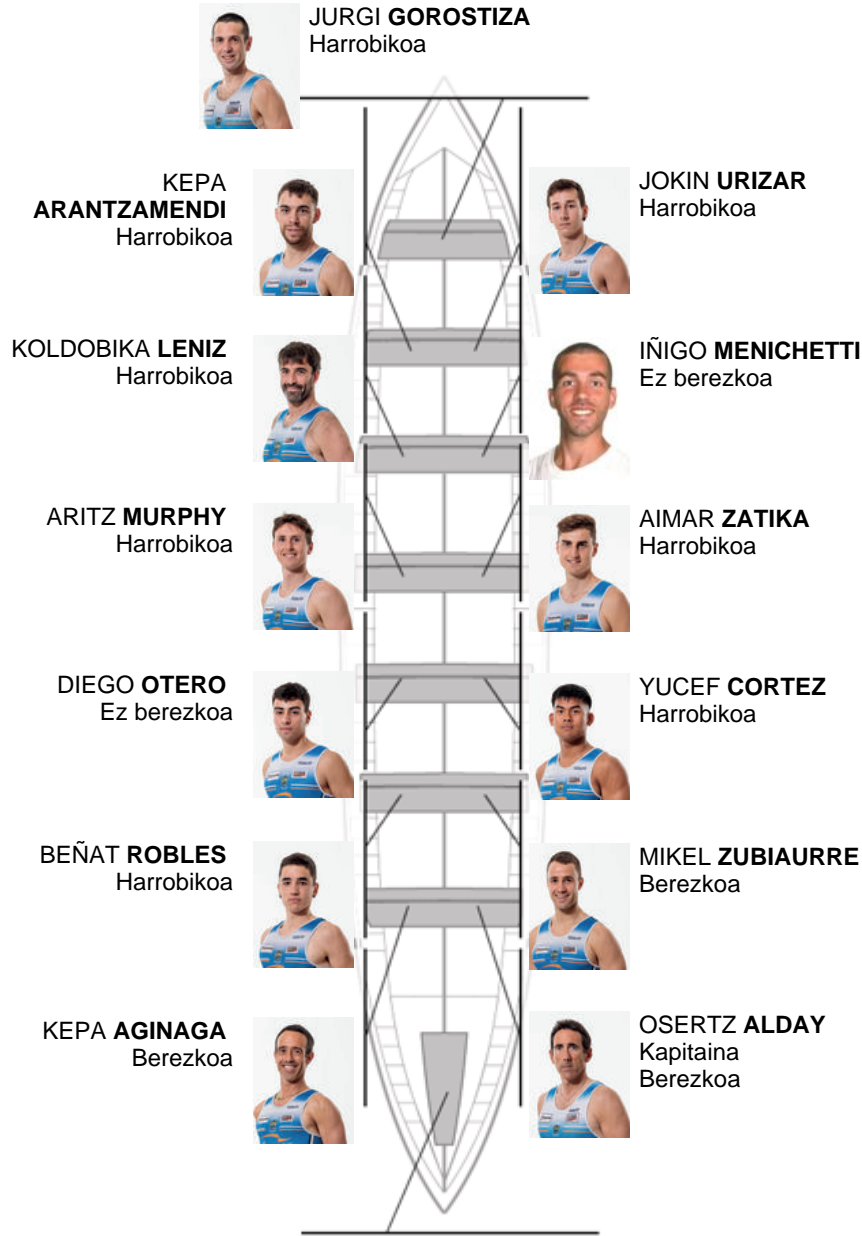 JURGI GOROSTIZA
Harrobikoa
KEPA
ARANTZAMENDI
Harrobikoa
JOKIN URIZAR
Harrobikoa
KOLDOBIKA LENIZ
Harrobikoa
IÑIGO MENICHETTI
Ez berezkoa
ARITZ MURPHY
Harrobikoa
AIMAR ZATIKA
Harrobikoa
DIEGO OTERO
Ez berezkoa
YUCEF CORTEZ
Harrobikoa
BEÑAT ROBLES
Harrobikoa
MIKEL ZUBIAURRE
Berezkoa
KEPA AGINAGA
Berezkoa
OSERTZ ALDAY
Kapitaina
Berezkoa